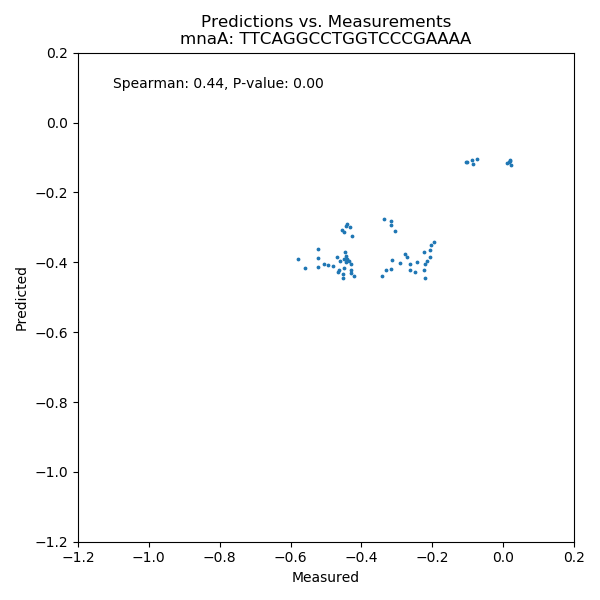 Predictions vs. Measurements
mnaA: TTCAGGCCTGGTCCCGAAAA
Spearman: 0.44, P-value: 0.00
0.2
0.0
−0.2
−0.4
−0.6
−0.8
−1.0
−1.2
Predicted
−1.2 −1.0 −0.8 −0.6 −0.4 −0.2 0.0 0.2
Measured